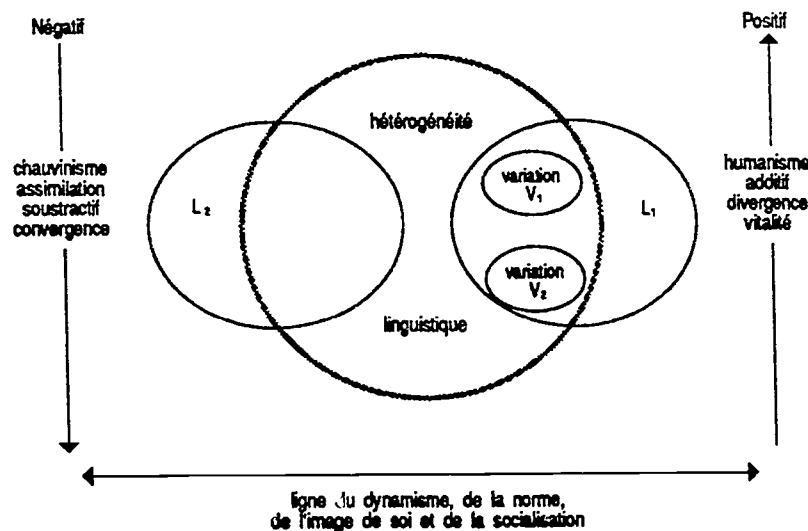 Négatif
Positif
hétérogénéité
chauvinisme
assimilation
soustractif
convergence
L2
variation
V1
L1
humanisme
additif
divergence
vitalité
variation
V2
linguistique
ligne du dynamisme, de la norme,
de l'image de soi et de la socialisation